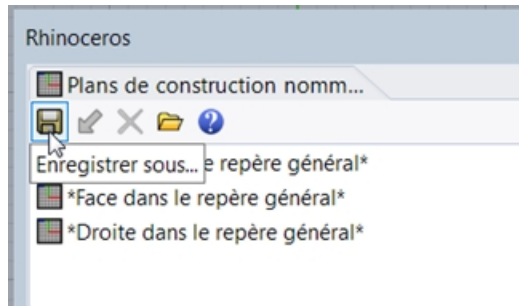 Rhinoceros
Plans de construction nomm...
Enregistrer sous... e repère général*
*Face dans le repère général*
*Droite dans le repère général*